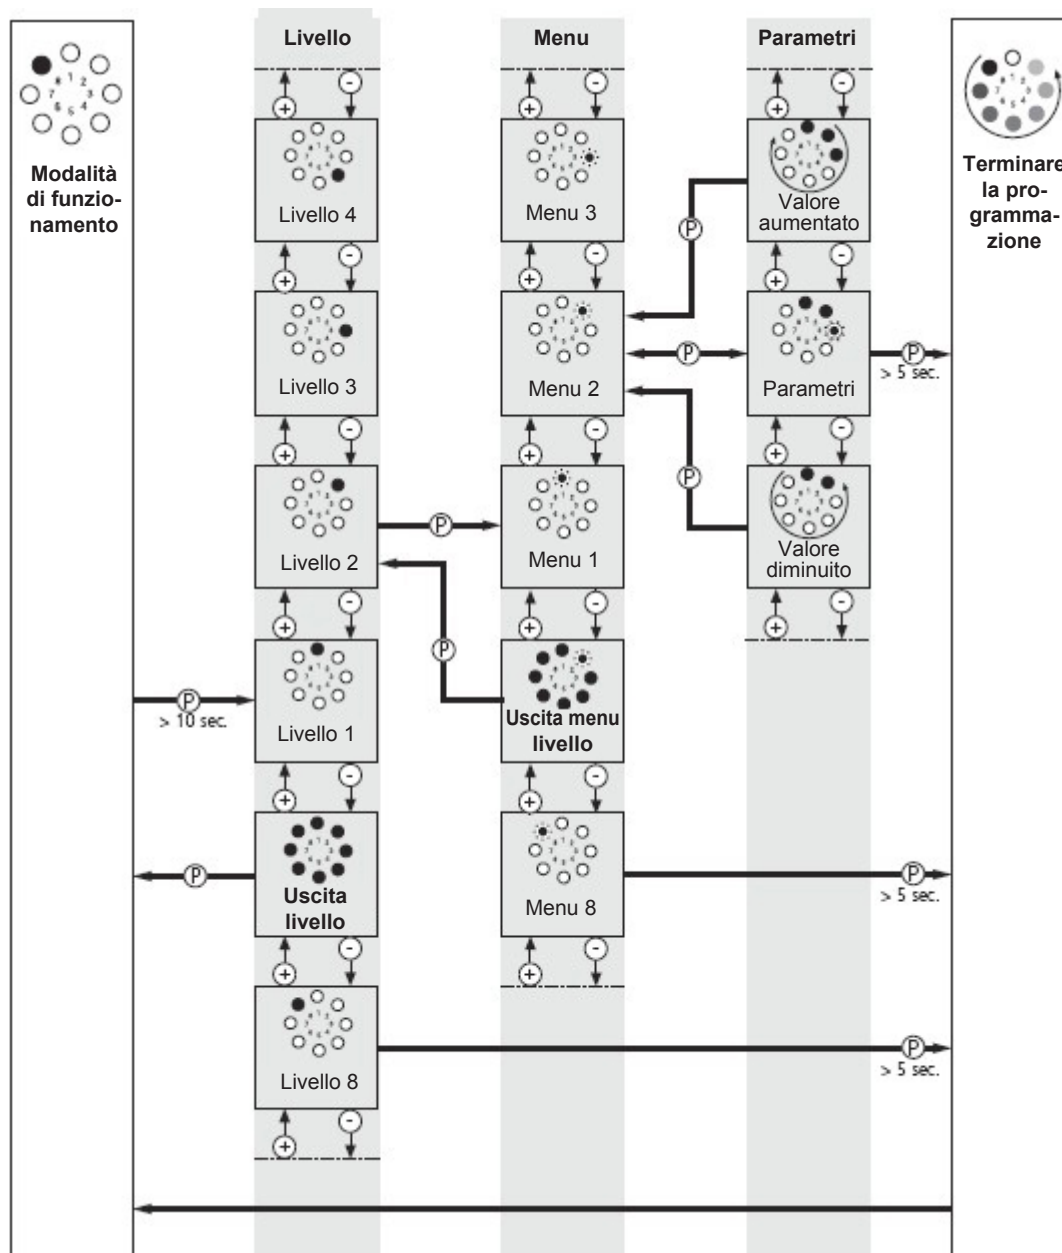 Livello
Menu
Parametri
Modalità
di funzio-
namento
Terminare
la pro-
gramma-
zione
Livello 4
Menu 3
Valore
aumentato
Livello 3
Menu 2
Parametri
P
P
P
> 5 sec.
Livello 2
Menu 1
Valore
diminuito
P
P
P
> 10 sec.
Livello 1
P
Uscita menu
livello
P
Uscita
livello
Menu 8
P
> 5 sec.
Livello 8
P
> 5 sec.